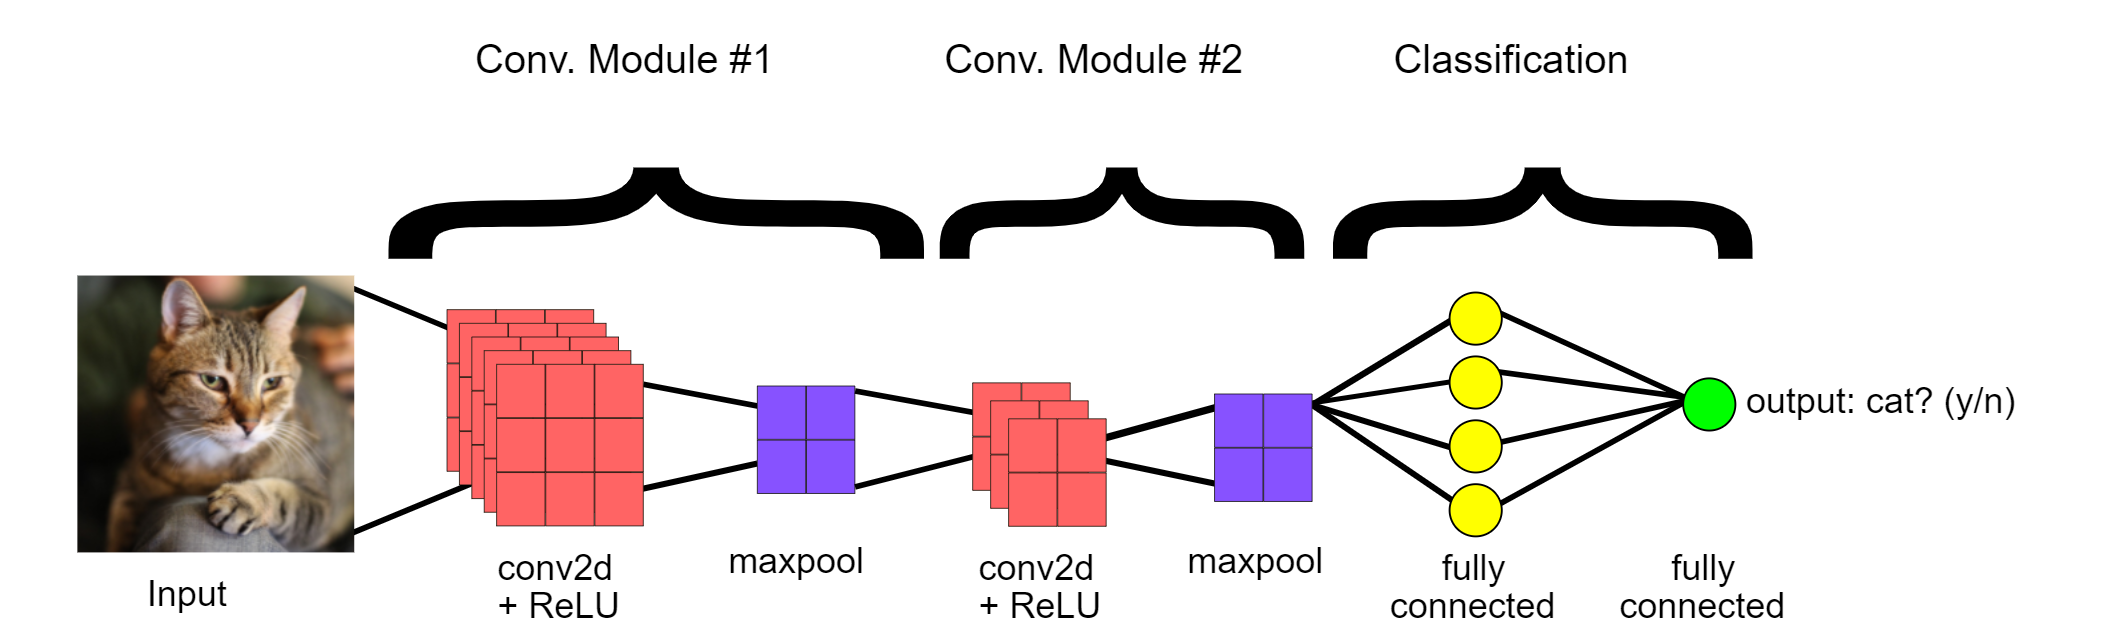 Conv. Module #1
Conv. Module #2
Classification
Input
conv2d
+ ReLU
maxpool
conv2d
+ ReLU
maxpool
fully
connected
fully
connected
output: cat? (y/n)